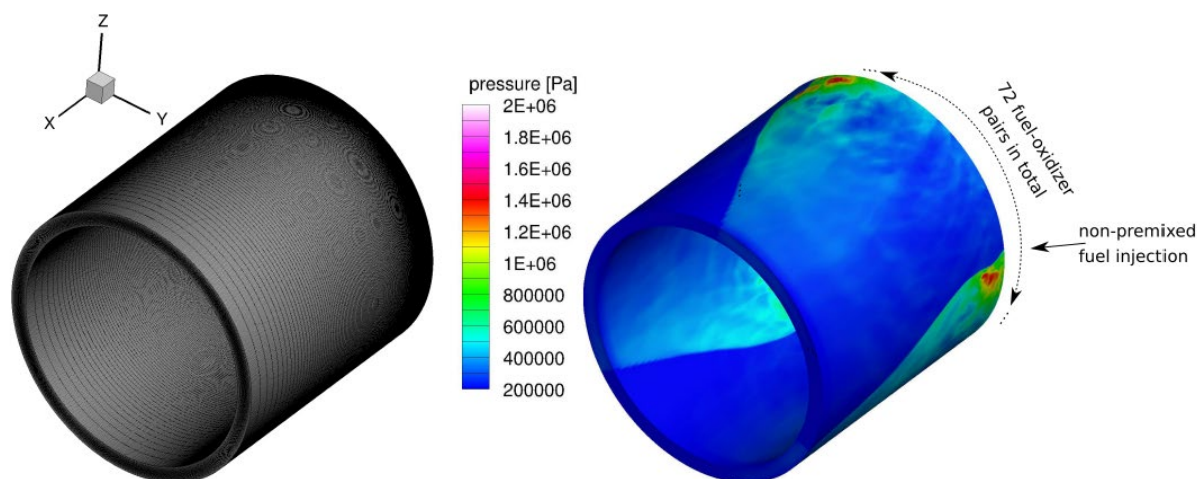 Z
X
Y
pressure [Pa]
2E+06
1.8E+06
1.6E+06
1.4E+06
1.2E+06
1E+06
800000
600000
400000
200000
72 fuel-oxidizer
pairs in total
non-premixed
fuel injection